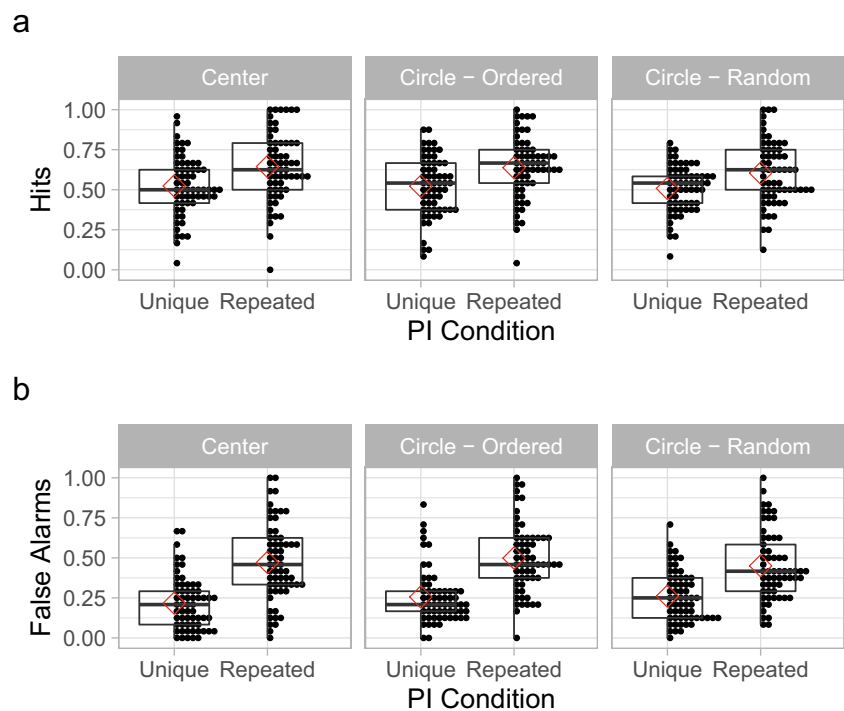 a
Center Circle − Ordered Circle − Random
1.00
0.75
0.50
0.25
0.00
Hits
Unique Repeated Unique Repeated Unique Repeated
PI Condition
b
Center Circle − Ordered Circle − Random
1.00
0.75
0.50
0.25
0.00
False Alarms
Unique Repeated Unique Repeated Unique Repeated
PI Condition